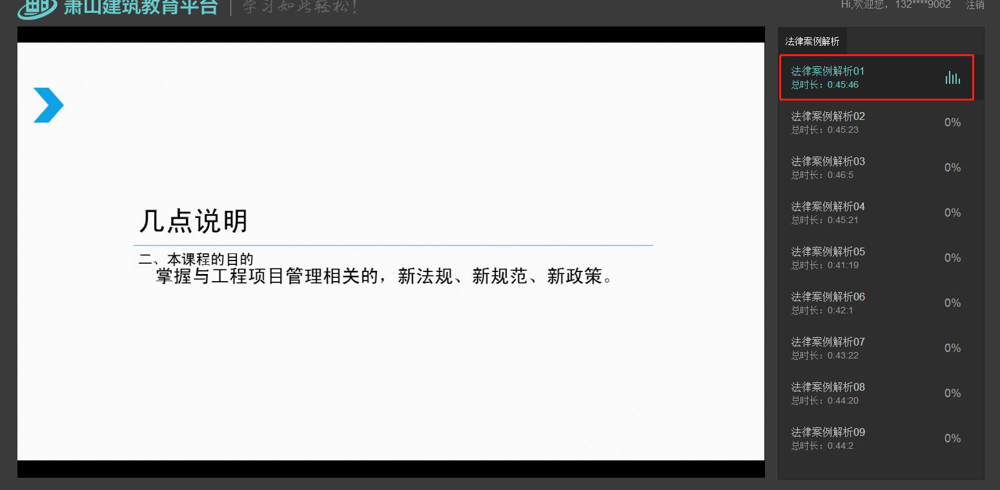 萧山建筑教育平台
学习如此轻松！
Hi,欢迎您，132****9062 注销
几点说明
二、本课程的目的
掌握与工程项目管理相关的，新法规、新规范、新政策。
法律案例解析
法律案例解析01
总时长：0:45:46
法律案例解析02
总时长：0:45:23
0%
法律案例解析03
总时长：0:46:5
0%
法律案例解析04
总时长：0:45:21
0%
法律案例解析05
总时长：0:41:19
0%
法律案例解析06
总时长：0:42:1
0%
法律案例解析07
总时长：0:43:22
0%
法律案例解析08
总时长：0:44:20
0%
法律案例解析09
总时长：0:44:2
0%